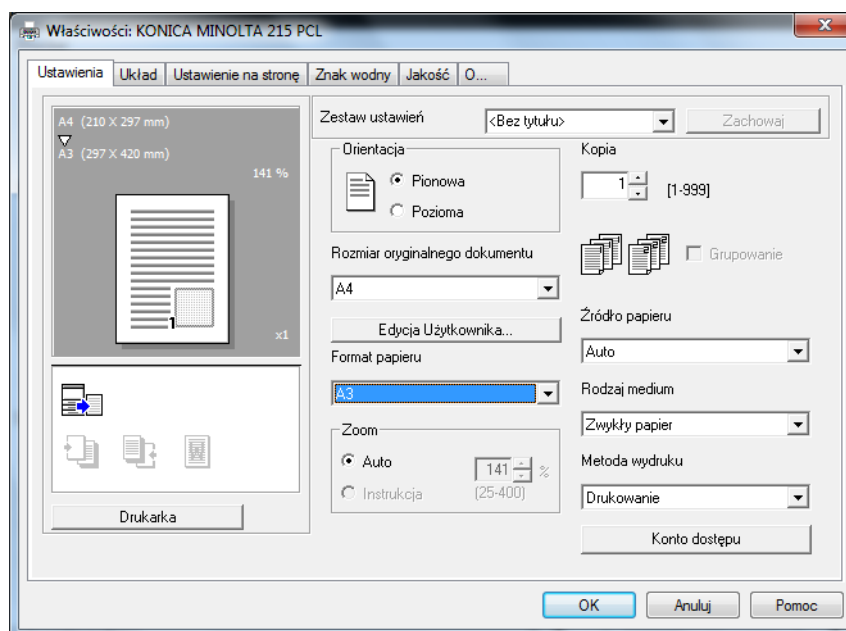 Właściwości: KONICA MINOLTA 215 PCL
Ustawienia Układ Ustawienie na stronę Znak wodny Jakość O...
A4 (210 X 297 mm)
A3 (297 X 420 mm)
141 %
1
x1
Drukarka
Zestaw ustawień <Bez tytułu> Zachowaj
Orientacja
Pionowa
Pozioma
Rozmiar oryginalnego dokumentu
A4
Edycja Użytkownika...
Format papieru
A3
Zoom
Auto 141 %
Instrukcja (25-400)
Kopia
1 [1-999]
Grupowanie
Źródło papieru
Auto
Rodzaj medium
Zwykły papier
Metoda wydruku
Drukowanie
Konto dostępu
OK Anuluj Pomoc